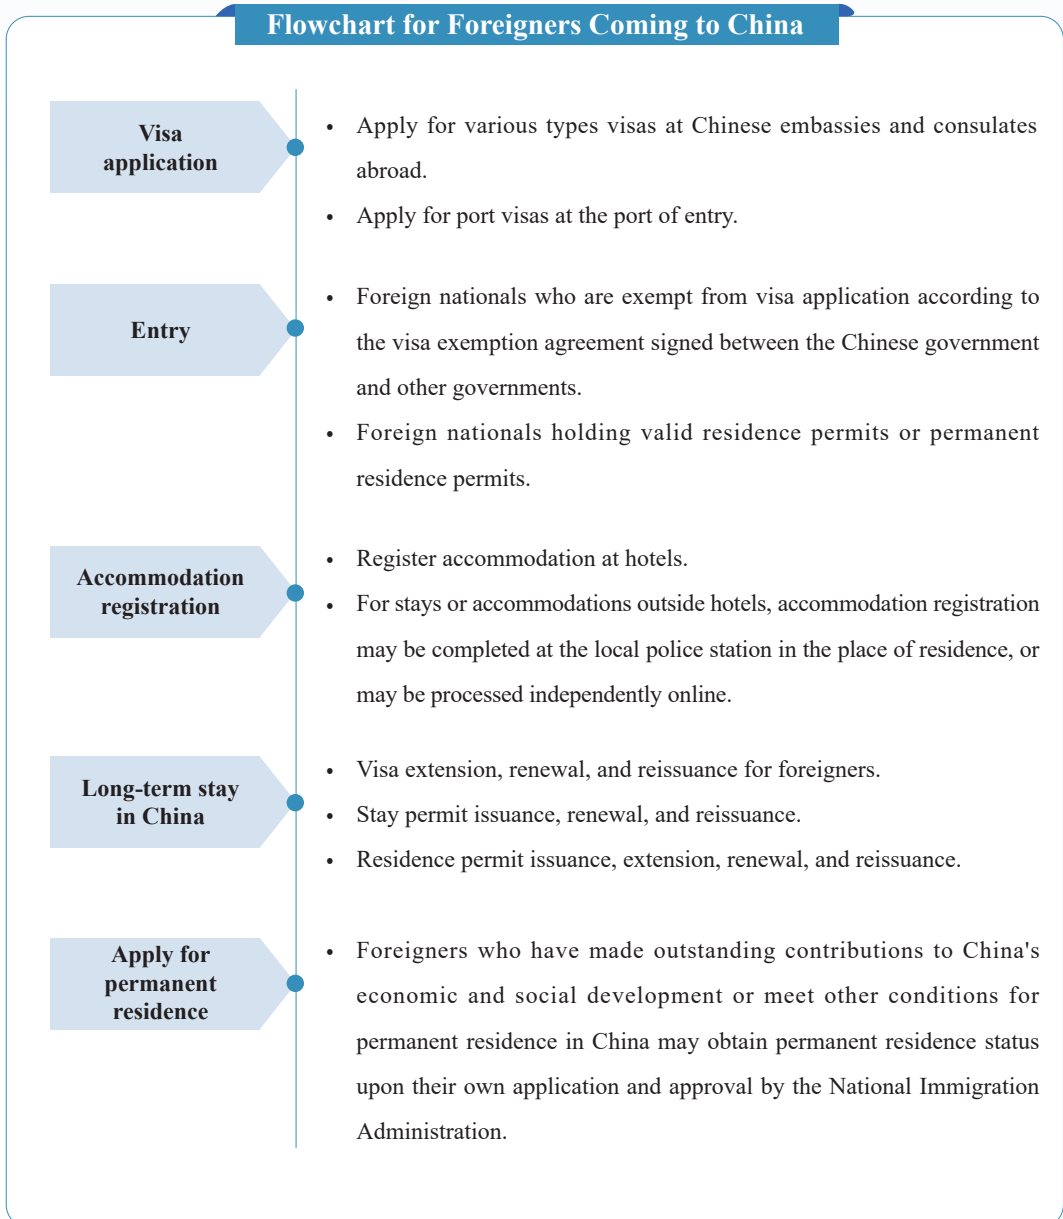 Flowchart for Foreigners Coming to China
Visa
application
• Apply for various types visas at Chinese embassies and consulates
abroad.
• Apply for port visas at the port of entry.
Entry
• Foreign nationals who are exempt from visa application according to
the visa exemption agreement signed between the Chinese government
and other governments.
• Foreign nationals holding valid residence permits or permanent
residence permits.
Accommodation
registration
• Register accommodation at hotels.
• For stays or accommodations outside hotels, accommodation registration
may be completed at the local police station in the place of residence, or
may be processed independently online.
Long-term stay
in China
• Visa extension, renewal, and reissuance for foreigners.
• Stay permit issuance, renewal, and reissuance.
• Residence permit issuance, extension, renewal, and reissuance.
Apply for
permanent
residence
• Foreigners who have made outstanding contributions to China's
economic and social development or meet other conditions for
permanent residence in China may obtain permanent residence status
upon their own application and approval by the National Immigration
Administration.